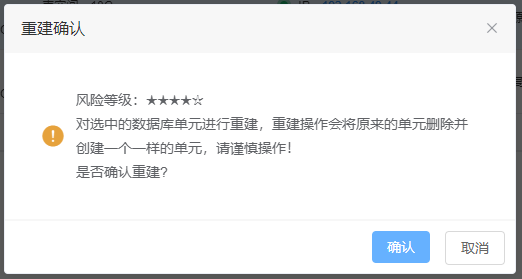 重建确认
风险等级：★★★★☆
对选中的数据库单元进行重建，重建操作会将原来的单元删除并
创建一个一样的单元，请谨慎操作！
是否确认重建？
确认
取消